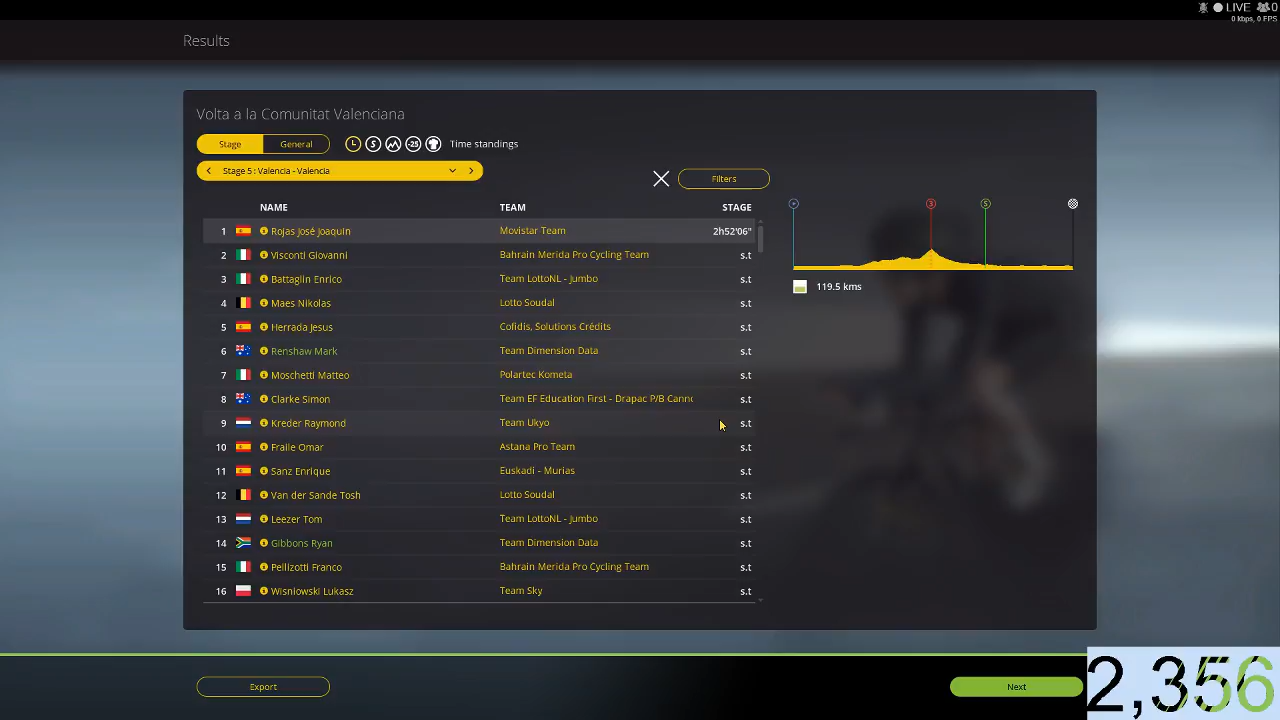 LIVE 0
0 kbps, 0 FPS
Results
Volta a la Comunitat Valenciana
Stage General S -25 Time standings
Stage 5 : Valencia - Valencia
Filters
NAME TEAM STAGE
3 S
1 Rojas José Joaquin Movistar Team 2h52'06"
2 Visconti Giovanni Bahrain Merida Pro Cycling Team s.t
3 Battaglin Enrico Team LottoNL - Jumbo s.t
4 Maes Nikolas Lotto Soudal s.t
5 Herrada Jesus Cofidis, Solutions Crédits s.t
6 Renshaw Mark Team Dimension Data s.t
7 Moschetti Matteo Polartec Kometa s.t
8 Clarke Simon Team EF Education First - Drapac P/B Canno s.t
9 Kreder Raymond Team Ukyo s.t
10 Fraile Omar Astana Pro Team s.t
11 Sanz Enrique Euskadi - Murias s.t
12 Van der Sande Tosh Lotto Soudal s.t
13 Leezer Tom Team LottoNL - Jumbo s.t
14 Gibbons Ryan Team Dimension Data s.t
15 Pellizotti Franco Bahrain Merida Pro Cycling Team s.t
16 Wisniowski Lukasz Team Sky s.t
119.5 kms
Export Next
2,356